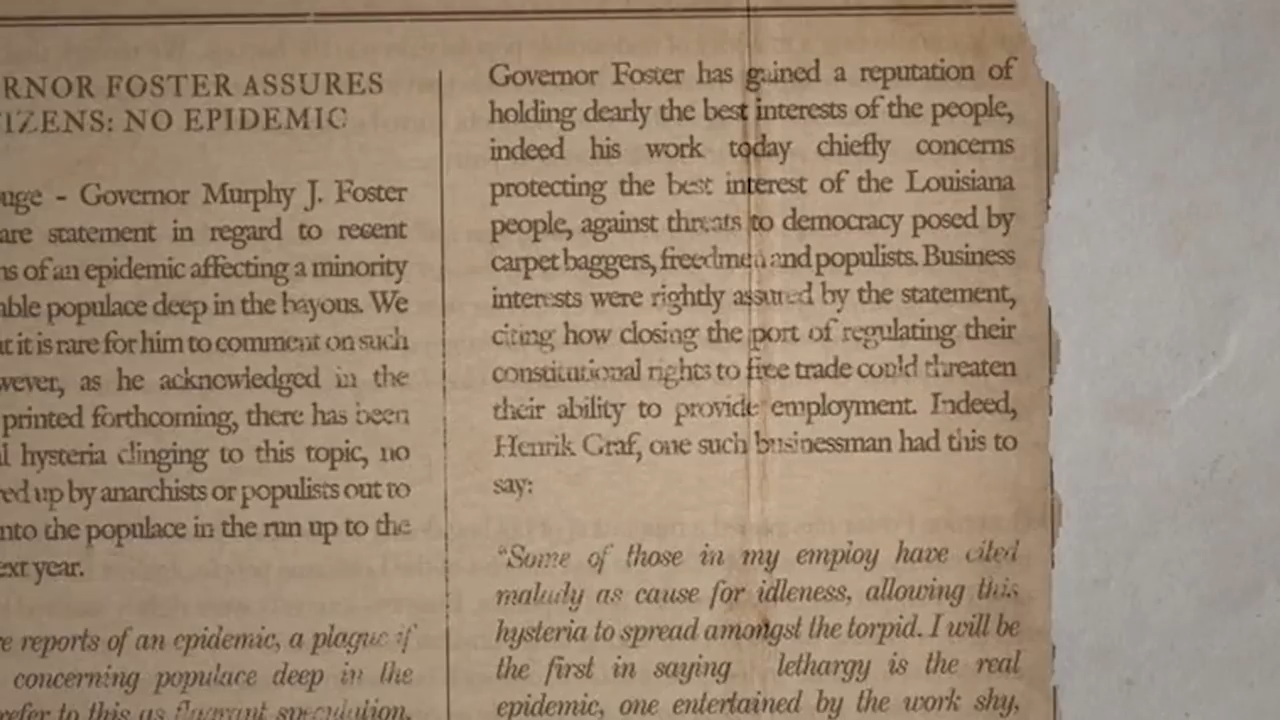 RNOR FOSTER ASSURES
IZENS: NO EPIDEMIC
uge - Governor Murphy J. Foster
are statement in regard to recent
ns of an epidemic affecting a minority
able populace deep in the bayous. We
t it is rare for him to comment on such
wever, as he acknowledged in the
printed forthcoming, there has been
l hysteria clinging to this topic, no
ed up by anarchists or populists out to
nto the populace in the run up to the
ext year.
e reports of an epidemic, a plague if
concerning populace deep in the
refer to this as flagrant speculation,
Governor Foster has gained a reputation of
holding dearly the best interests of the people,
indeed his work today chiefly concerns
protecting the best interest of the Louisiana
people, against threats to democracy posed by
carpet baggers, freedmen and populists. Business
interests were rightly assured by the statement,
citing how closing the port of regulating their
constitutional rights to free trade could threaten
their ability to provide employment. Indeed,
Henrik Graf, one such businessman had this to
say:
"Some of those in my employ have cited
malady as cause for idleness, allowing this
hysteria to spread amongst the torpid. I will be
the first in saying lethargy is the real
epidemic, one entertained by the work shy,